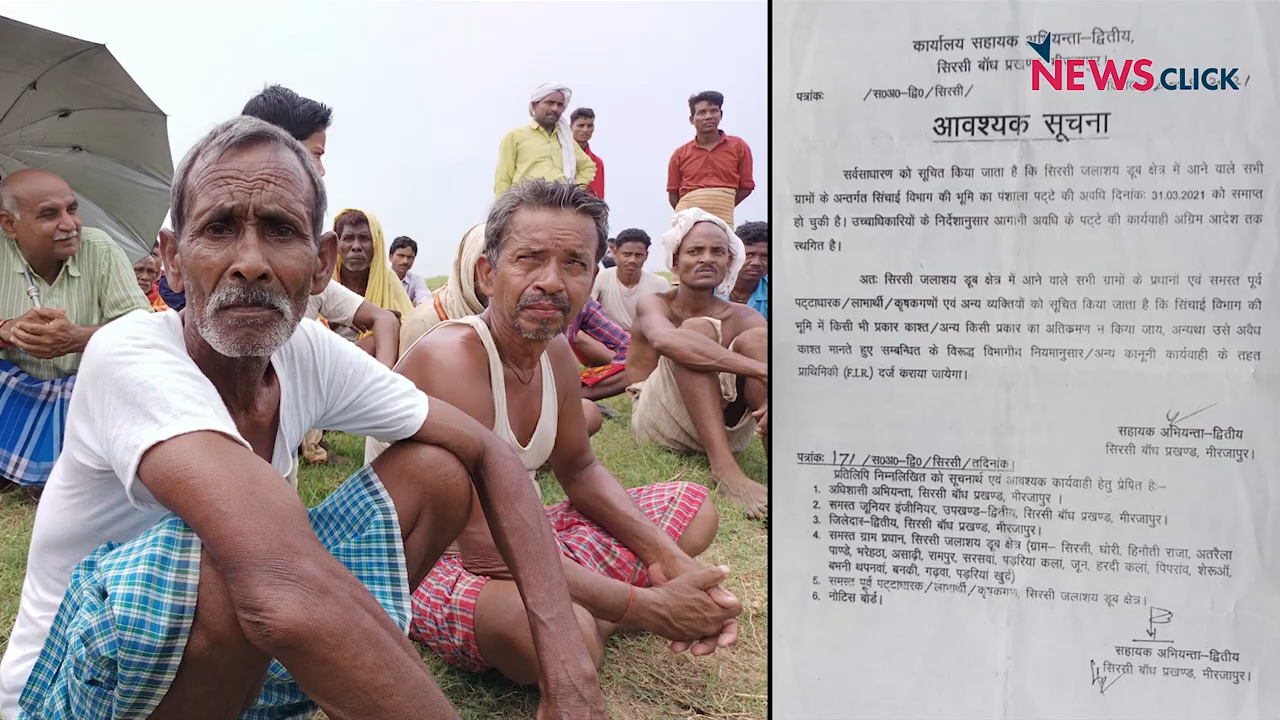 कार्यालय सहायक अभियन्ता–द्वितीय,
सिरसी बाँध
NEWSCLICK
पत्रांकः /स०अ०–द्वि०/सिरसी/
आवश्यक सूचना
सर्वसाधारण को सूचित किया जाता है कि सिरसी जलाशय डूब क्षेत्र में आने वाले सभी
ग्रामों के अन्तर्गत सिंचाई विभाग की भूमि का पंशाला पट्टे की अवधि दिनांकः 31.03.2021 को समाप्त
हो चुकी है। उच्चाधिकारियों के निर्देशानुसार आगामी अवधि के पट्टे की कार्यवाही अग्रिम आदेश तक
स्थगित है।
अतः सिरसी जलाशय डूब क्षेत्र में आने वाले सभी ग्रामों के प्रधानों एवं समस्त पूर्व
पट्टाधारक/लाभार्थी/कृषकगणों एवं अन्य व्यक्तियों को सूचित किया जाता है कि सिंचाई विभाग की
भूमि में किसी भी प्रकार काश्त/अन्य किसी प्रकार का अतिक्रमण न किया जाय, अन्यथा उसे अवैध
काश्त मानते हुए सम्बन्धित के विरूद्ध विभागीय नियमानुसार/अन्य कानूनी कार्यवाही के तहत
प्राथिमिकी (F.I.R.) दर्ज कराया जायेगा।
सहायक अभियन्ता–द्वितीय
सिरसी बाँध प्रखण्ड, मीरजापुर।
पत्रांकः 171 /स०अ०–द्वि०/सिरसी/तदिनांक।
प्रतिलिपि निम्नलिखित को सूचनार्थ एवं आवश्यक कार्यवाही हेतु प्रेषित हैः–
1. अधिशासी अभियन्ता, सिरसी बाँध प्रखण्ड, मीरजापुर ।
2. समस्त जूनियर इंजीनियर, उपखण्ड–द्वितीय, सिरसी बाँध प्रखण्ड, मीरजापुर।
3. जिलेदार–द्वितीय, सिरसी बाँध प्रखण्ड, मीरजापुर।
4. समस्त ग्राम प्रधान, सिरसी जलाशय डूब क्षेत्र (ग्राम– सिरसी, घोरी, हिनौती राजा, अतरैला
पाण्डे, भरेहठा, असाढ़ी, रामपुर, सरसवां, पड़रिया कलां, जून, हरदी कलां, पिपरांव, शेरूआँ,
बभनी थपनवां, बनकी, गढ़वा, पड़रियां खुर्द)
5. समस्त पूर्व पट्टाधारक/लाभार्थी/कृषकगण, सिरसी जलाशय डूब क्षेत्र।
6. नोटिस बोर्ड।
सहायक अभियन्ता–द्वितीय
सिरसी बाँध प्रखण्ड, मीरजापुर।